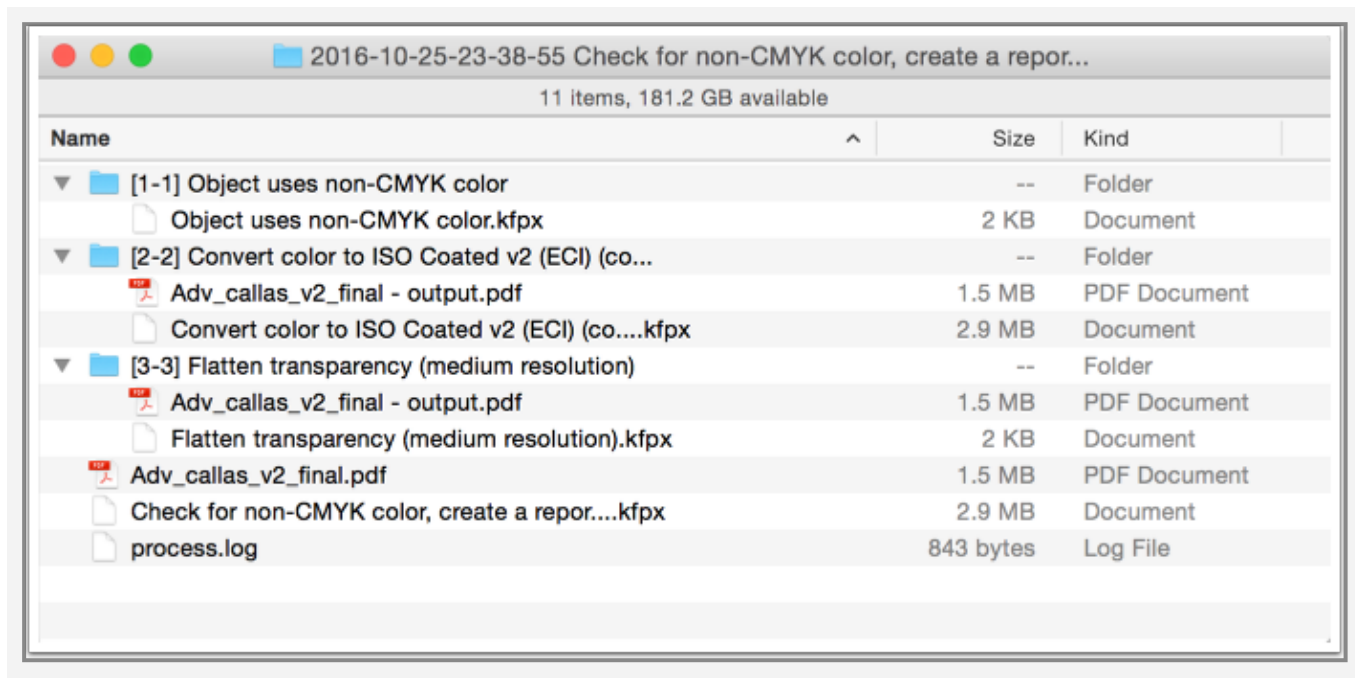 2016-10-25-23-38-55 Check for non-CMYK color, create a repor...
11 items, 181.2 GB available
Name Size Kind
[1-1] Object uses non-CMYK color -- Folder
Object uses non-CMYK color.kfpx 2 KB Document
[2-2] Convert color to ISO Coated v2 (ECI) (co... -- Folder
PDF Adv_callas_v2_final - output.pdf 1.5 MB PDF Document
Convert color to ISO Coated v2 (ECI) (co....kfpx 2.9 MB Document
[3-3] Flatten transparency (medium resolution) -- Folder
PDF Adv_callas_v2_final - output.pdf 1.5 MB PDF Document
Flatten transparency (medium resolution).kfpx 2 KB Document
PDF Adv_callas_v2_final.pdf 1.5 MB PDF Document
Check for non-CMYK color, create a repor....kfpx 2.9 MB Document
process.log 843 bytes Log File